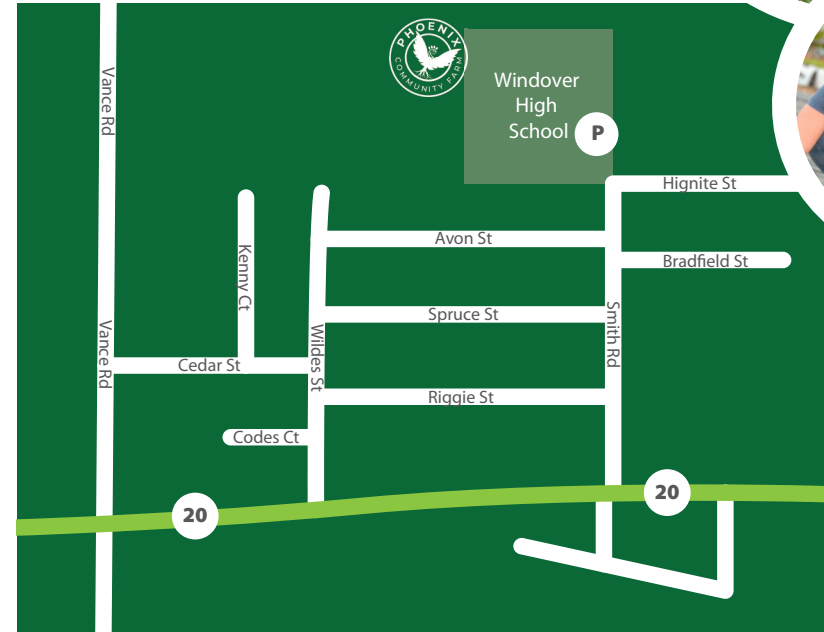 PHOENIX
COMMUNITY FARM
Windover
High
School
P
Vance Rd
Hignite St
Avon St
Bradfield St
Kenny Ct
Spruce St
Smith Rd
Vance Rd
Wildes St
Cedar St
Riggie St
Codes Ct
20
20